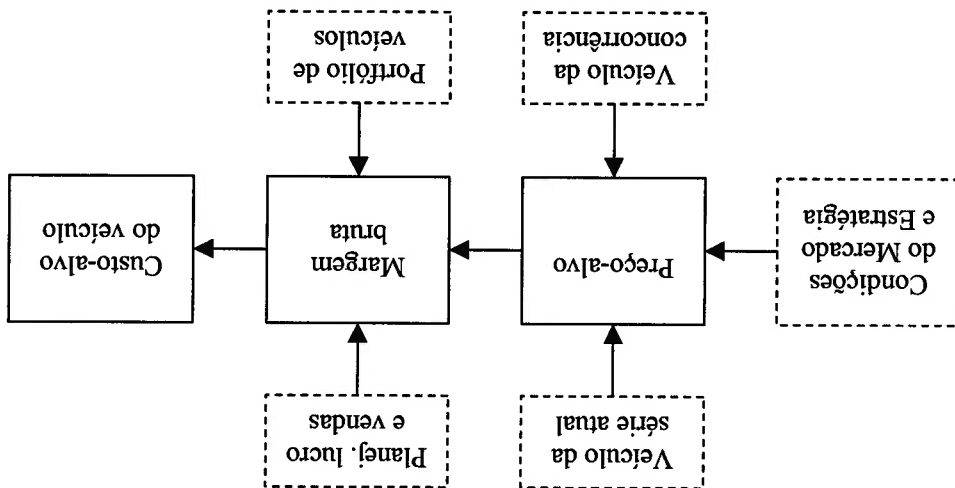 Veículo da
série atual
Planej. lucro
e vendas
Condições
do Mercado
e Estratégia
Preço-alvo
Margem
bruta
Custo-alvo
do veículo
Veículo da
concorrência
Portfólio de
veículos